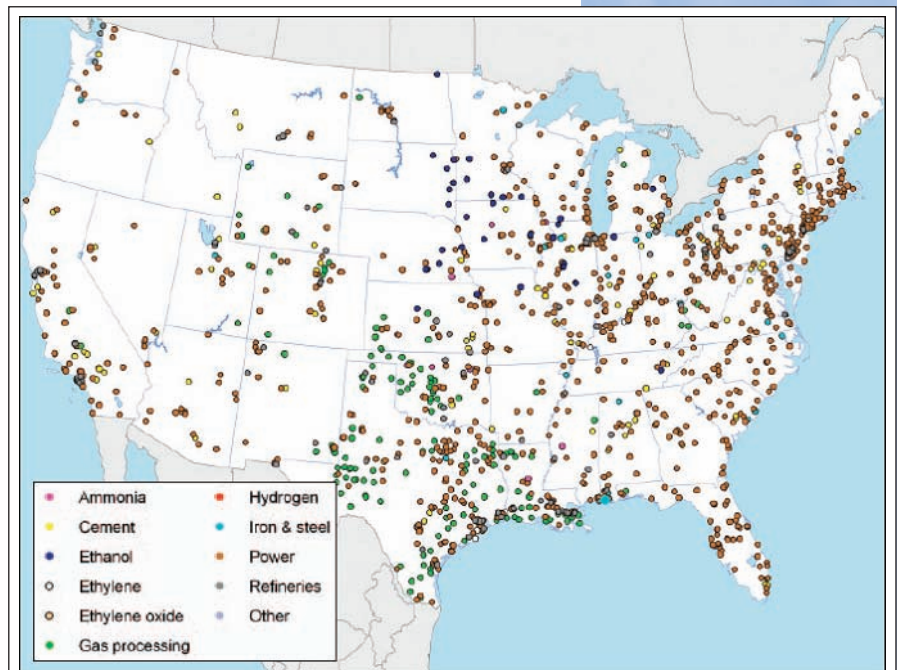 Ammonia
Cement
Ethanol
Ethylene
Ethylene oxide
Gas processing
Hydrogen
Iron & steel
Power
Refineries
Other